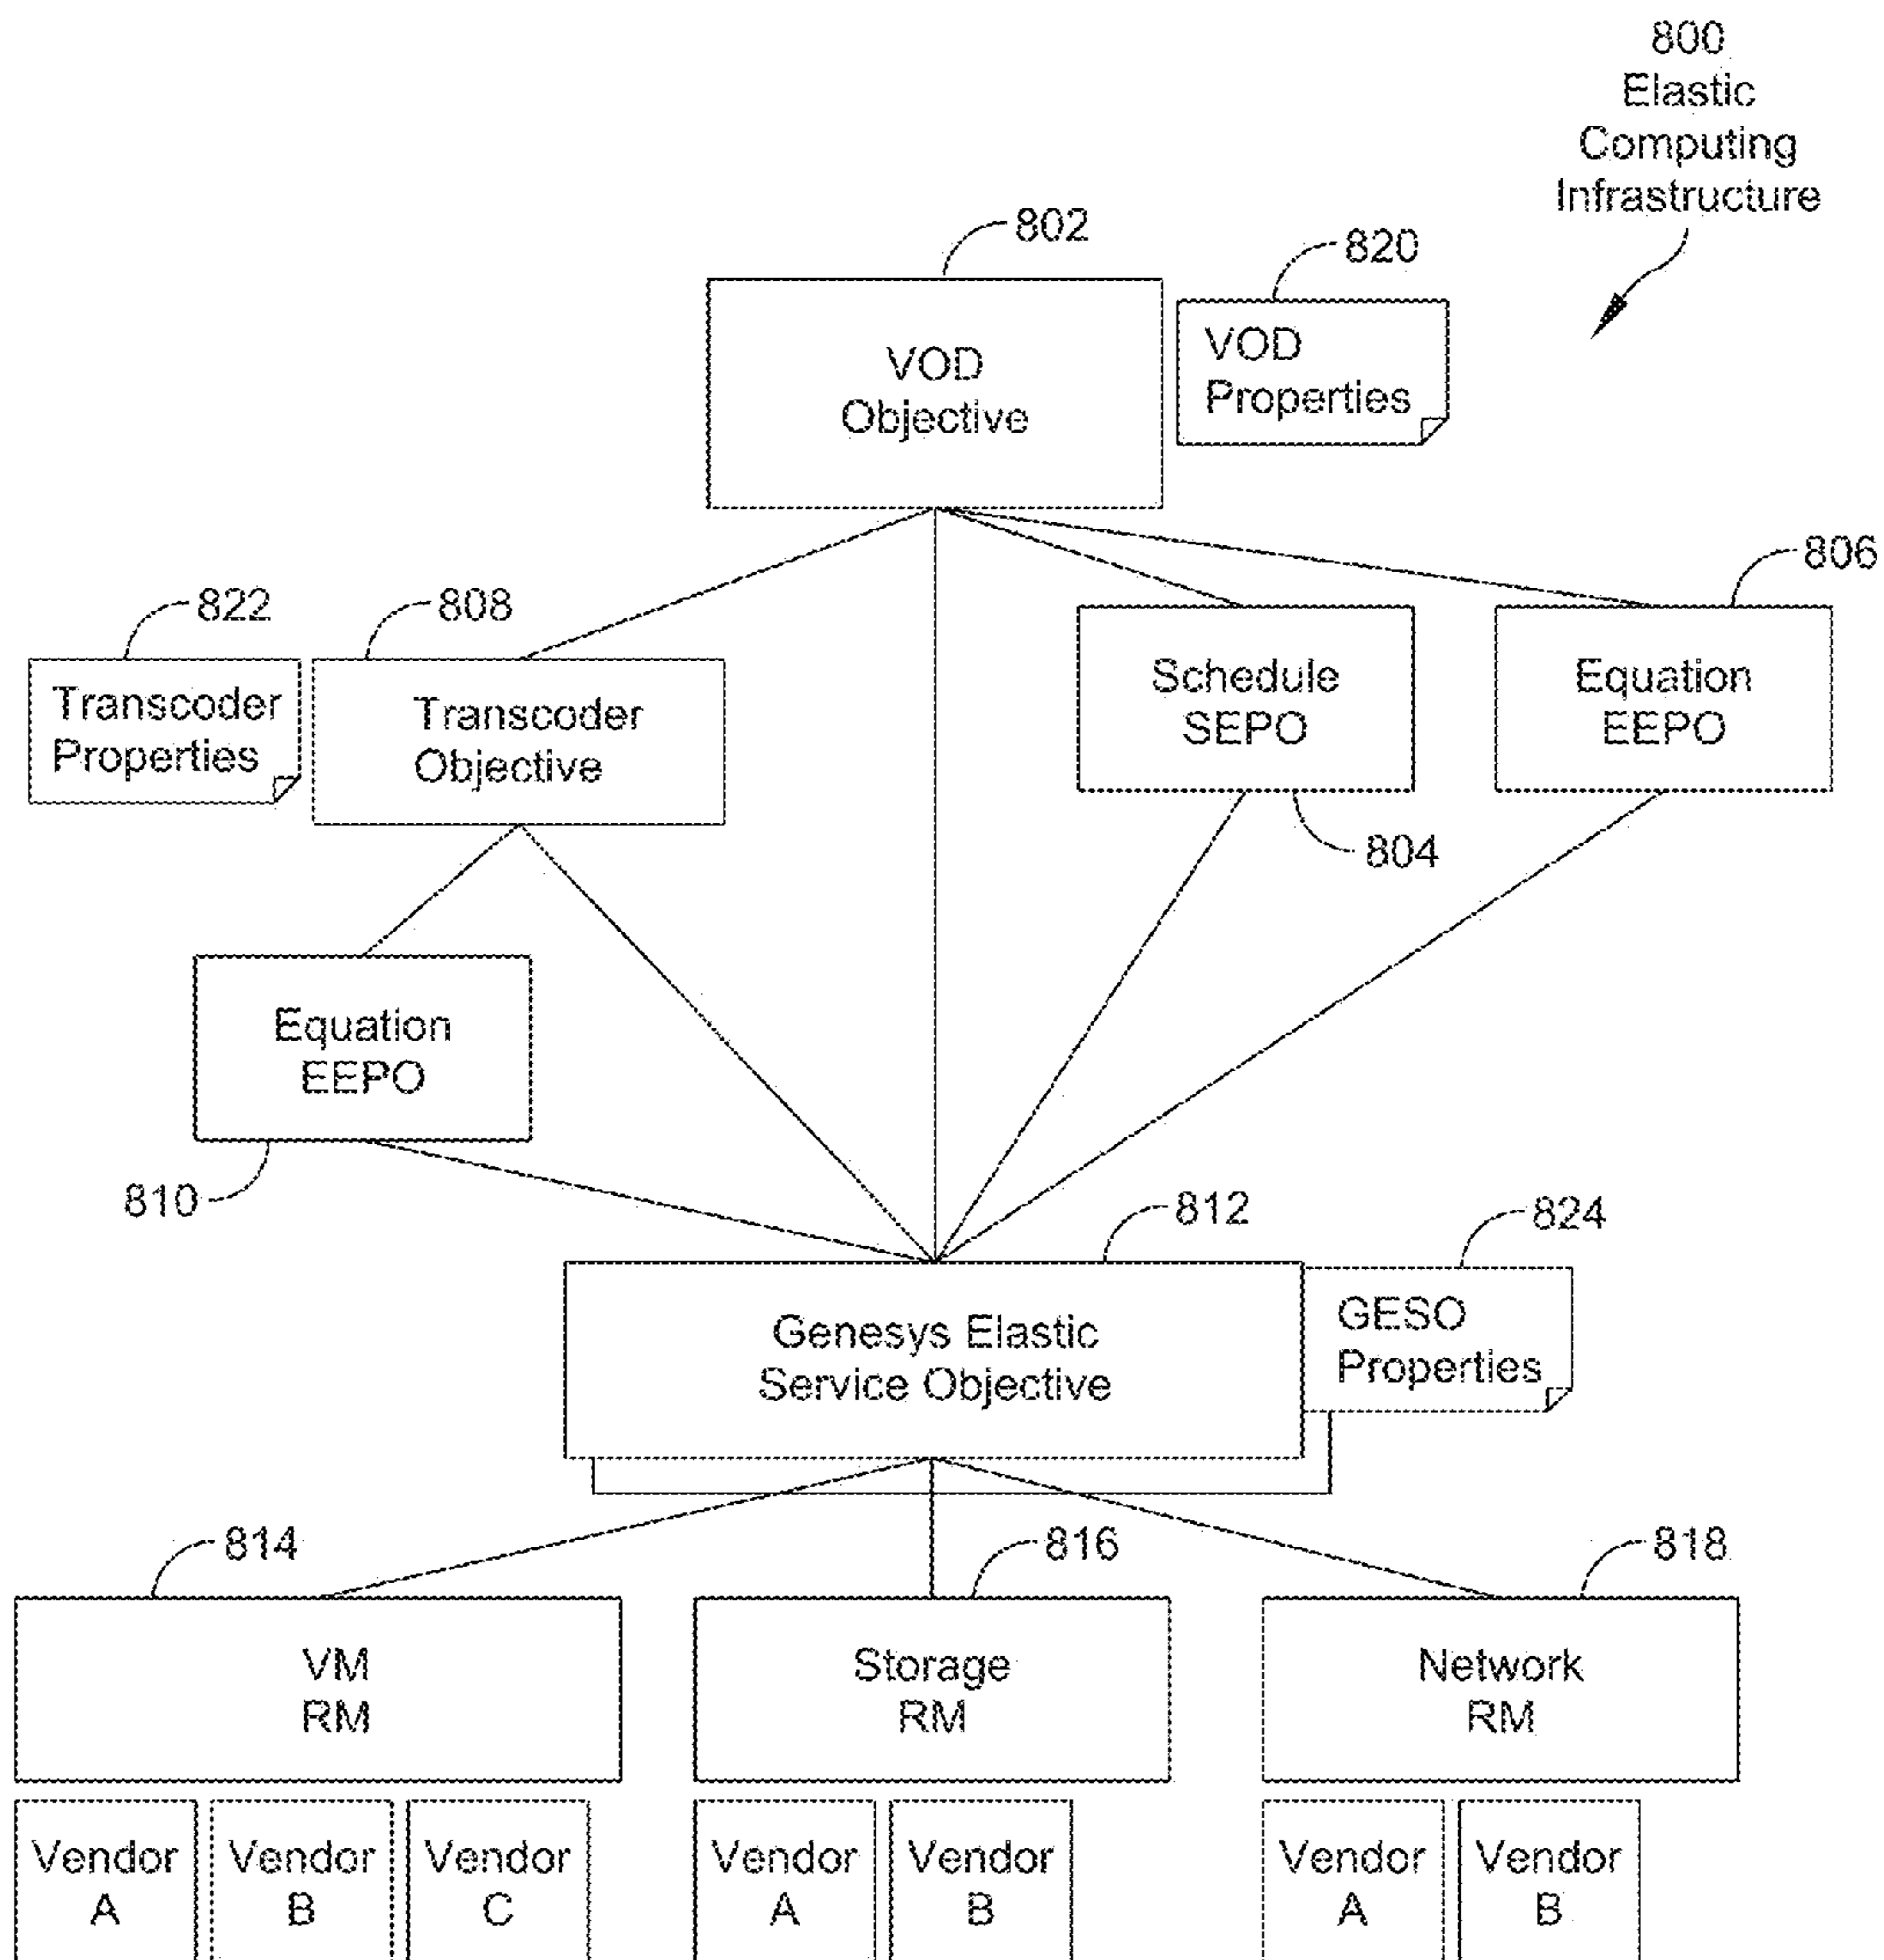 800
Elastic
Computing
Infrastructure
802
820
VOD
Objective
VOD
Properties
806
822
808
Transcoder
Properties
Transcoder
Objective
Schedule
SEPO
Equation
EEPO
804
Equation
EEPO
810
812
824
Genesys Elastic
Service Objective
GESO
Properties
814
816
818
VM
RM
Storage
RM
Network
RM
Vendor
A
Vendor
B
Vendor
C
Vendor
A
Vendor
B
Vendor
A
Vendor
B